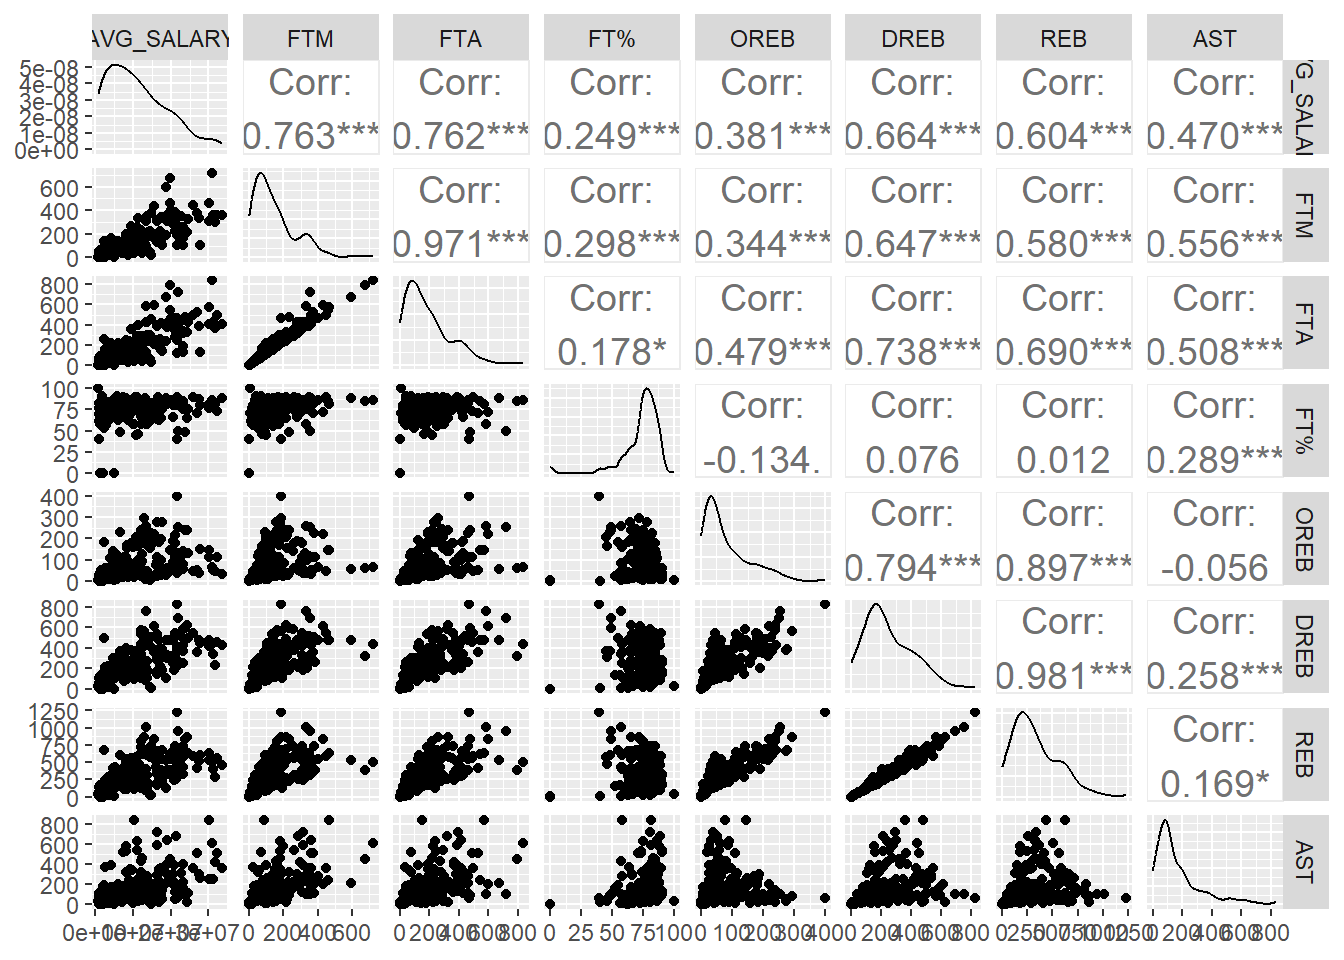 AVG_SALARY FTM FTA FT% OREB DREB REB AST
5e-08 Corr: Corr: Corr: Corr: Corr: Corr: Corr:
4e-08
3e-08
2e-08
1e-08 0.763*** 0.762*** 0.249*** 0.381*** 0.664*** 0.604*** 0.470***
0e+00
600 Corr: Corr: Corr: Corr: Corr: Corr: FTM
400
200 0.971*** 0.298*** 0.344*** 0.647*** 0.580*** 0.556***
0
800 Corr: Corr: Corr: Corr: Corr: FTA
600
400
200 0.178* 0.479*** 0.738*** 0.690*** 0.508***
0
100 Corr: Corr: Corr: Corr: FT%
75
50
25 -0.134. 0.076 0.012 0.289***
0
400 Corr: Corr: Corr: OREB
300
200
100 0.794*** 0.897*** -0.056
0
800 Corr: Corr: DREB
600
400
200 0.981*** 0.258***
0
1250 Corr: REB
1000
750
500
250 0.169*
0
800 AST
600
400
200
0
0e+00 0 200 400 600 0 200 400 600 800 0 25 50 75 100 0 100 200 300 400 0 200 400 600 800 0 250 500 750 1000 1250 0 200 400 600 800